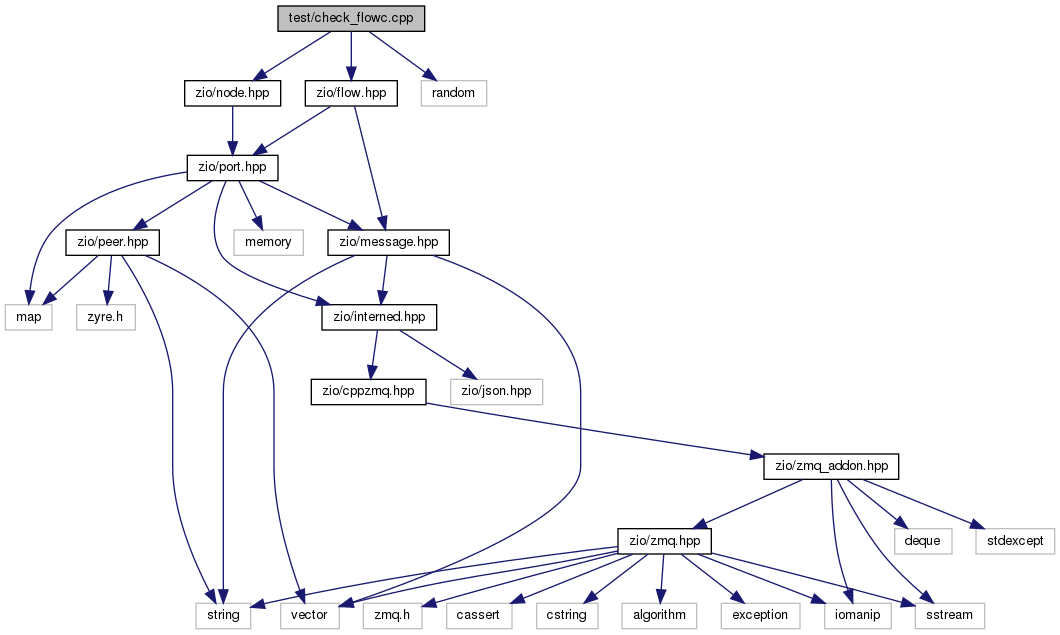 test/check_flowc.cpp
zio/node.hpp
zio/flow.hpp
random
zio/port.hpp
zio/peer.hpp
memory
zio/message.hpp
map
zyre.h
zio/interned.hpp
zio/cppzmq.hpp
zio/json.hpp
zio/zmq_addon.hpp
zio/zmq.hpp
deque
stdexcept
string
vector
zmq.h
cassert
cstring
algorithm
exception
iomanip
sstream